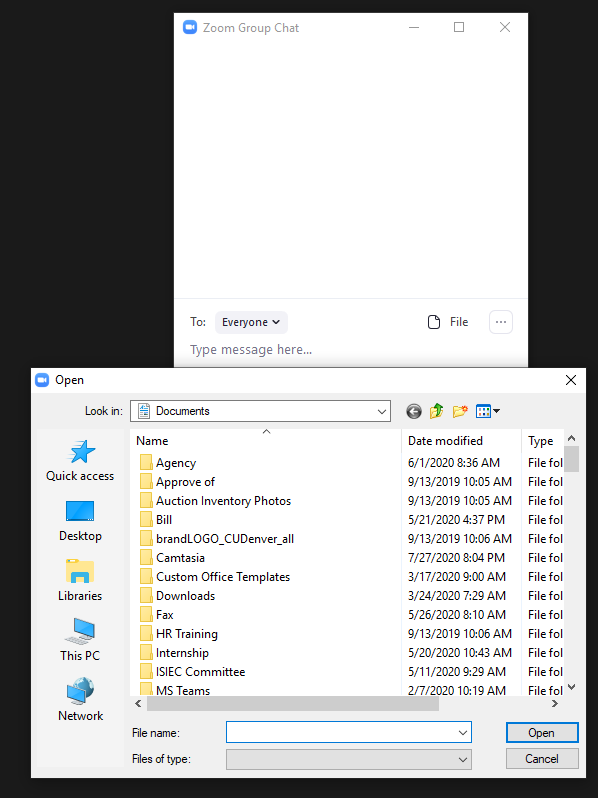 Zoom Group Chat
To: Everyone File ...
Type message here...
Open
Look in: Documents
Quick access
Desktop
Libraries
This PC
Network
Name Date modified Type
Agency 6/1/2020 8:36 AM File fol
Approve of 9/13/2019 10:05 AM File fol
Auction Inventory Photos 9/13/2019 10:05 AM File fol
Bill 5/21/2020 4:37 PM File fol
brandLOGO_CUDenver_all 9/13/2019 10:06 AM File fol
Camtasia 7/27/2020 8:04 PM File fol
Custom Office Templates 3/17/2020 9:00 AM File fol
Downloads 3/24/2020 7:29 AM File fol
Fax 5/26/2020 8:10 AM File fol
HR Training 9/13/2019 10:06 AM File fol
Internship 5/20/2020 10:43 AM File fol
ISIEC Committee 5/11/2020 9:29 AM File fol
MS Teams 2/7/2020 10:19 AM File fol
File name: Open
Files of type: Cancel